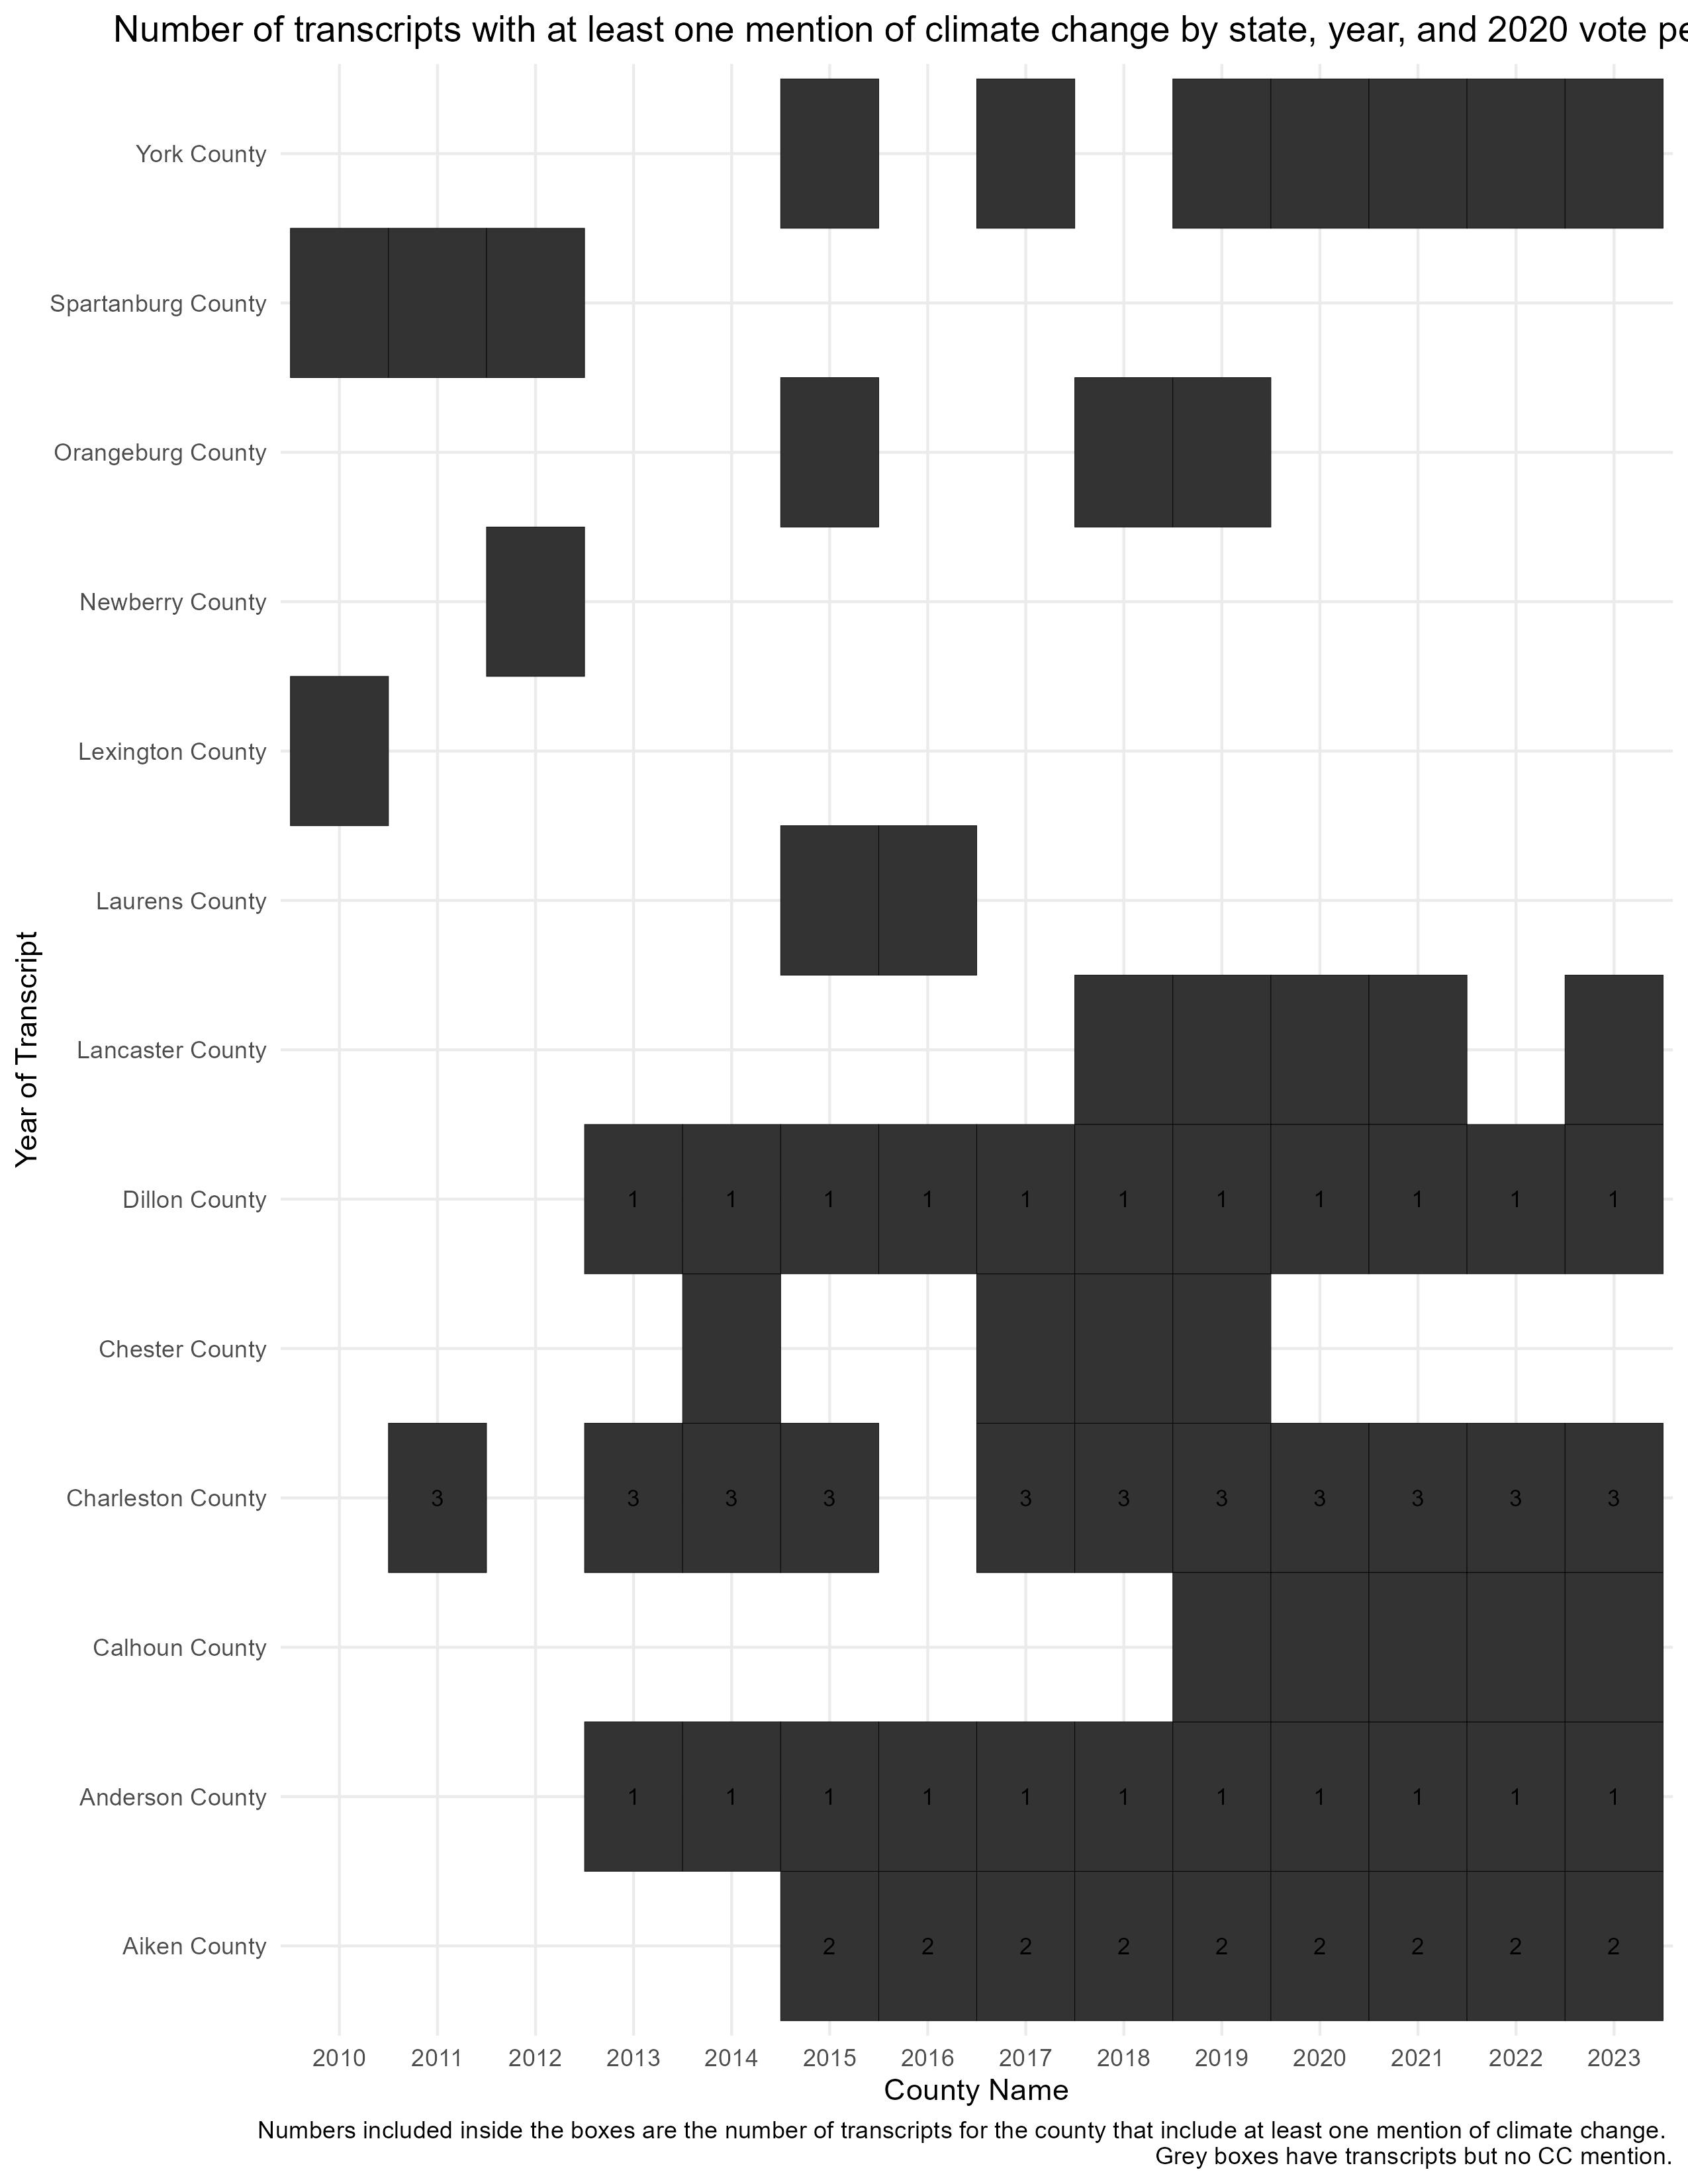 Number of transcripts with at least one mention of climate change by state, year, and 2020 vote pe
York County
Spartanburg County
Orangeburg County
Newberry County
Lexington County
Laurens County
Lancaster County
Dillon County
1 1 1 1 1 1 1 1 1 1 1
Chester County
Charleston County
3 3 3 3 3 3 3 3 3 3 3
Calhoun County
Anderson County
1 1 1 1 1 1 1 1 1 1 1
Aiken County
2 2 2 2 2 2 2 2 2
Year of Transcript
2010 2011 2012 2013 2014 2015 2016 2017 2018 2019 2020 2021 2022 2023
County Name
Numbers included inside the boxes are the number of transcripts for the county that include at least one mention of climate change.
Grey boxes have transcripts but no CC mention.